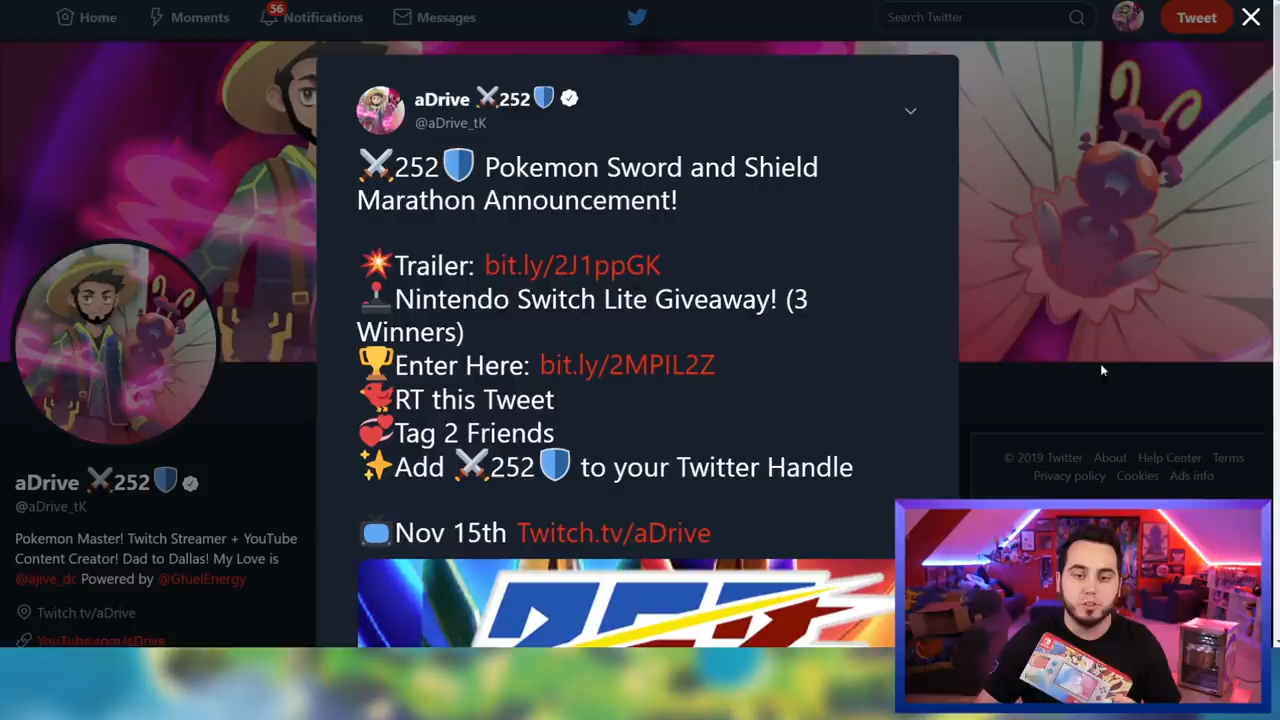 Home
Moments
56
Notifications
Messages
Search Twitter
Tweet
aDrive ⚔252🛡
@aDrive_tK
⚔252🛡 Pokemon Sword and Shield
Marathon Announcement!
💥Trailer: bit.ly/2J1ppGK
🕹Nintendo Switch Lite Giveaway! (3
Winners)
🏆Enter Here: bit.ly/2MPIL2Z
🐦RT this Tweet
💞Tag 2 Friends
✨Add ⚔252🛡 to your Twitter Handle
📺Nov 15th Twitch.tv/aDrive
aDrive ⚔252🛡
@aDrive_tK
Pokemon Master! Twitch Streamer + YouTube
Content Creator! Dad to Dallas! My Love is
@ajive_dc Powered by @GfuelEnergy
Twitch.tv/aDrive
YouTube.com/aDrive
© 2019 Twitter About Help Center Terms
Privacy policy Cookies Ads info
252